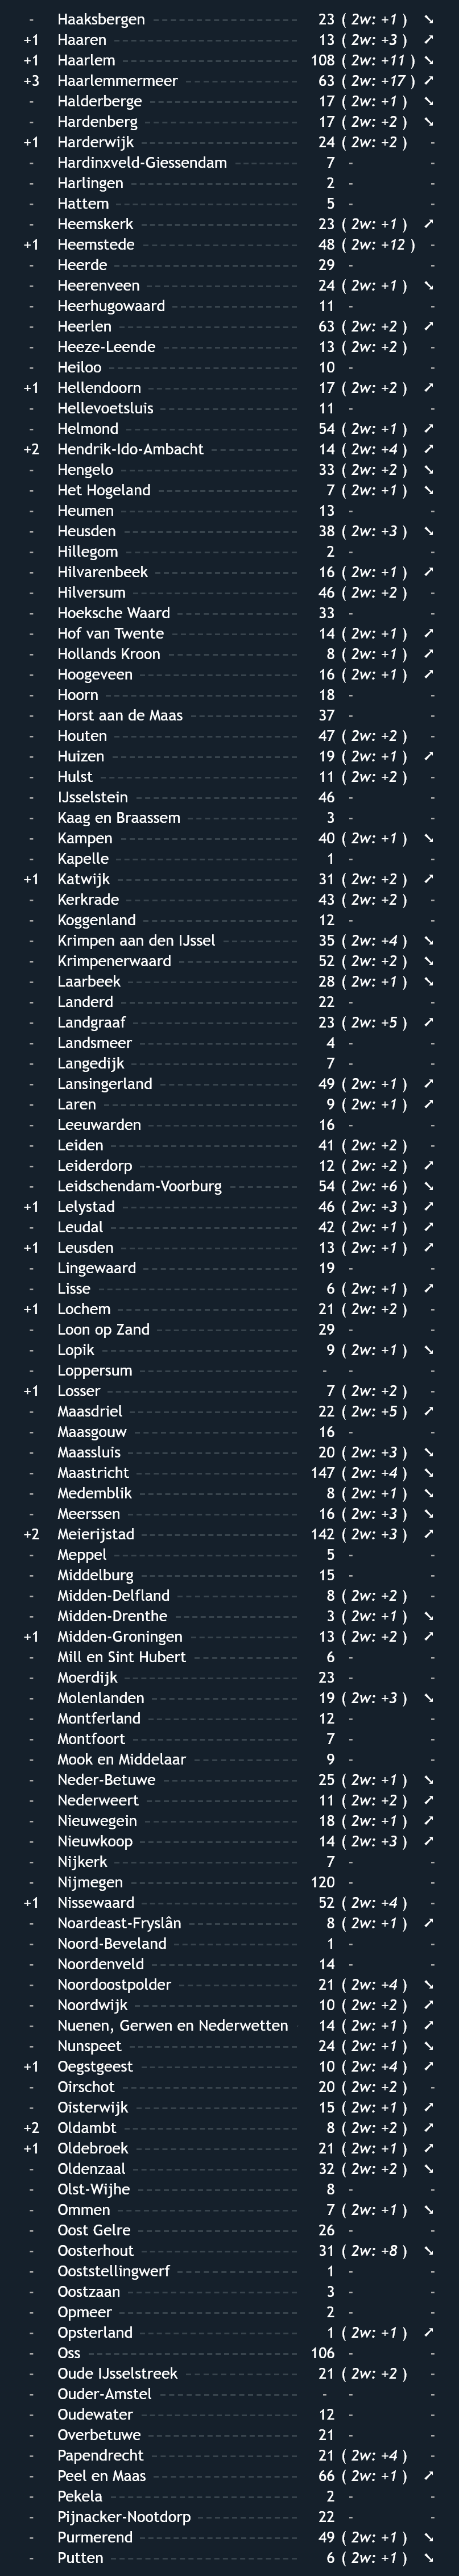 - Haaksbergen 23 ( 2w: +1 ) ➘
+1 Haaren 13 ( 2w: +3 ) ➚
+1 Haarlem 108 ( 2w: +11 ) ➘
+3 Haarlemmermeer 63 ( 2w: +17 ) ➚
- Halderberge 17 ( 2w: +1 ) ➘
- Hardenberg 17 ( 2w: +2 ) ➘
+1 Harderwijk 24 ( 2w: +2 ) -
- Hardinxveld-Giessendam 7 - -
- Harlingen 2 - -
- Hattem 5 - -
- Heemskerk 23 ( 2w: +1 ) ➚
+1 Heemstede 48 ( 2w: +12 ) -
- Heerde 29 - -
- Heerenveen 24 ( 2w: +1 ) ➘
- Heerhugowaard 11 - -
- Heerlen 63 ( 2w: +2 ) ➚
- Heeze-Leende 13 ( 2w: +2 ) -
- Heiloo 10 - -
+1 Hellendoorn 17 ( 2w: +2 ) ➚
- Hellevoetsluis 11 - -
- Helmond 54 ( 2w: +1 ) ➚
+2 Hendrik-Ido-Ambacht 14 ( 2w: +4 ) ➚
- Hengelo 33 ( 2w: +2 ) ➘
- Het Hogeland 7 ( 2w: +1 ) ➘
- Heumen 13 - -
- Heusden 38 ( 2w: +3 ) ➘
- Hillegom 2 - -
- Hilvarenbeek 16 ( 2w: +1 ) ➚
- Hilversum 46 ( 2w: +2 ) -
- Hoeksche Waard 33 - -
- Hof van Twente 14 ( 2w: +1 ) ➚
- Hollands Kroon 8 ( 2w: +1 ) ➚
- Hoogeveen 16 ( 2w: +1 ) ➚
- Hoorn 18 - -
- Horst aan de Maas 37 - -
- Houten 47 ( 2w: +2 ) -
- Huizen 19 ( 2w: +1 ) ➚
- Hulst 11 ( 2w: +2 ) -
- IJsselstein 46 - -
- Kaag en Braassem 3 - -
- Kampen 40 ( 2w: +1 ) ➘
- Kapelle 1 - -
+1 Katwijk 31 ( 2w: +2 ) ➚
- Kerkrade 43 ( 2w: +2 ) -
- Koggenland 12 - -
- Krimpen aan den IJssel 35 ( 2w: +4 ) ➘
- Krimpenerwaard 52 ( 2w: +2 ) ➘
- Laarbeek 28 ( 2w: +1 ) ➘
- Landerd 22 - -
- Landgraaf 23 ( 2w: +5 ) ➚
- Landsmeer 4 - -
- Langedijk 7 - -
- Lansingerland 49 ( 2w: +1 ) ➚
- Laren 9 ( 2w: +1 ) ➚
- Leeuwarden 16 - -
- Leiden 41 ( 2w: +2 ) -
- Leiderdorp 12 ( 2w: +2 ) ➚
- Leidschendam-Voorburg 54 ( 2w: +6 ) ➘
+1 Lelystad 46 ( 2w: +3 ) ➚
- Leudal 42 ( 2w: +1 ) ➚
+1 Leusden 13 ( 2w: +1 ) ➚
- Lingewaard 19 - -
- Lisse 6 ( 2w: +1 ) ➚
+1 Lochem 21 ( 2w: +2 ) -
- Loon op Zand 29 - -
- Lopik 9 ( 2w: +1 ) ➘
- Loppersum - - -
+1 Losser 7 ( 2w: +2 ) -
- Maasdriel 22 ( 2w: +5 ) ➚
- Maasgouw 16 - -
- Maassluis 20 ( 2w: +3 ) ➘
- Maastricht 147 ( 2w: +4 ) ➘
- Medemblik 8 ( 2w: +1 ) ➘
- Meerssen 16 ( 2w: +3 ) ➘
+2 Meierijstad 142 ( 2w: +3 ) ➚
- Meppel 5 - -
- Middelburg 15 - -
- Midden-Delfland 8 ( 2w: +2 ) -
- Midden-Drenthe 3 ( 2w: +1 ) ➘
+1 Midden-Groningen 13 ( 2w: +2 ) ➚
- Mill en Sint Hubert 6 - -
- Moerdijk 23 - -
- Molenlanden 19 ( 2w: +3 ) ➘
- Montferland 12 - -
- Montfoort 7 - -
- Mook en Middelaar 9 - -
- Neder-Betuwe 25 ( 2w: +1 ) ➘
- Nederweert 11 ( 2w: +2 ) ➚
- Nieuwegein 18 ( 2w: +1 ) ➚
- Nieuwkoop 14 ( 2w: +3 ) ➚
- Nijkerk 7 - -
- Nijmegen 120 - -
+1 Nissewaard 52 ( 2w: +4 ) -
- Noardeast-Fryslân 8 ( 2w: +1 ) ➚
- Noord-Beveland 1 - -
- Noordenveld 14 - -
- Noordoostpolder 21 ( 2w: +4 ) ➘
- Noordwijk 10 ( 2w: +2 ) ➚
- Nuenen, Gerwen en Nederwetten 14 ( 2w: +1 ) ➚
- Nunspeet 24 ( 2w: +1 ) ➘
+1 Oegstgeest 10 ( 2w: +4 ) ➚
- Oirschot 20 ( 2w: +2 ) -
- Oisterwijk 15 ( 2w: +1 ) ➚
+2 Oldambt 8 ( 2w: +2 ) ➚
+1 Oldebroek 21 ( 2w: +1 ) ➚
- Oldenzaal 32 ( 2w: +2 ) ➘
- Olst-Wijhe 8 - -
- Ommen 7 ( 2w: +1 ) ➘
- Oost Gelre 26 - -
- Oosterhout 31 ( 2w: +8 ) ➘
- Ooststellingwerf 1 - -
- Oostzaan 3 - -
- Opmeer 2 - -
- Opsterland 1 ( 2w: +1 ) ➚
- Oss 106 - -
- Oude IJsselstreek 21 ( 2w: +2 ) -
- Ouder-Amstel - - -
- Oudewater 12 - -
- Overbetuwe 21 - -
- Papendrecht 21 ( 2w: +4 ) -
- Peel en Maas 66 ( 2w: +1 ) ➚
- Pekela 2 - -
- Pijnacker-Nootdorp 22 - -
- Purmerend 49 ( 2w: +1 ) ➘
- Putten 6 ( 2w: +1 ) ➘